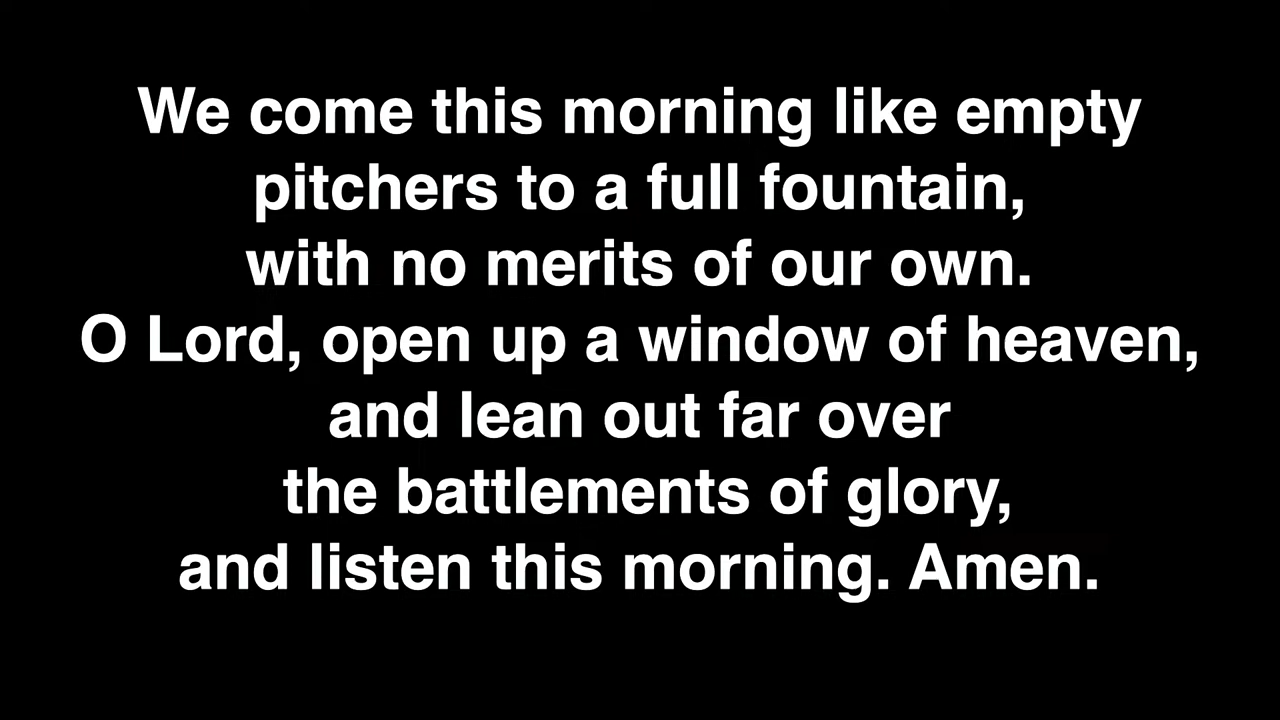 We come this morning like empty
pitchers to a full fountain,
with no merits of our own.
O Lord, open up a window of heaven,
and lean out far over
the battlements of glory,
and listen this morning. Amen.